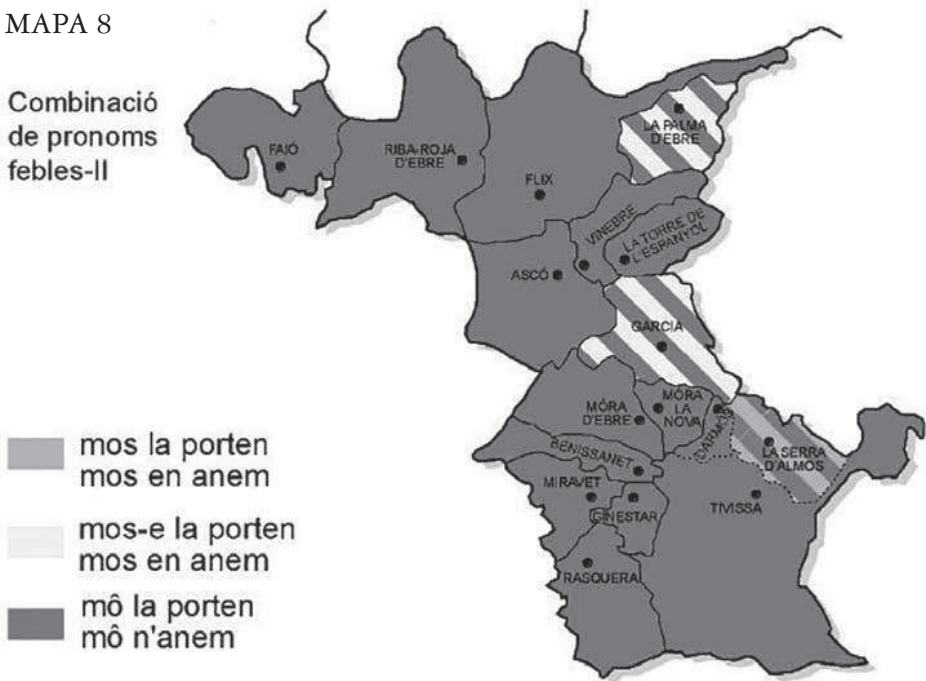 MAPA 8
Combinació
de pronoms
febles-II
FAIÓ
RIBA-ROJA
D'EBRE
FLIX
LA PALMA
D'EBRE
VINEBRE
LA TORRE DE
L'ESPANYOL
ASCÓ
GARCIA
MÓRA
D'EBRE
MÓRA
LA
NOVA
DARMÓS
LA SERRA
D'ALMOS
BENISSANET
MIRAVET
GINESTAR
TIVISSA
RASQUERA
mos la porten
mos en anem
mos-e la porten
mos en anem
mô la porten
mô n'anem